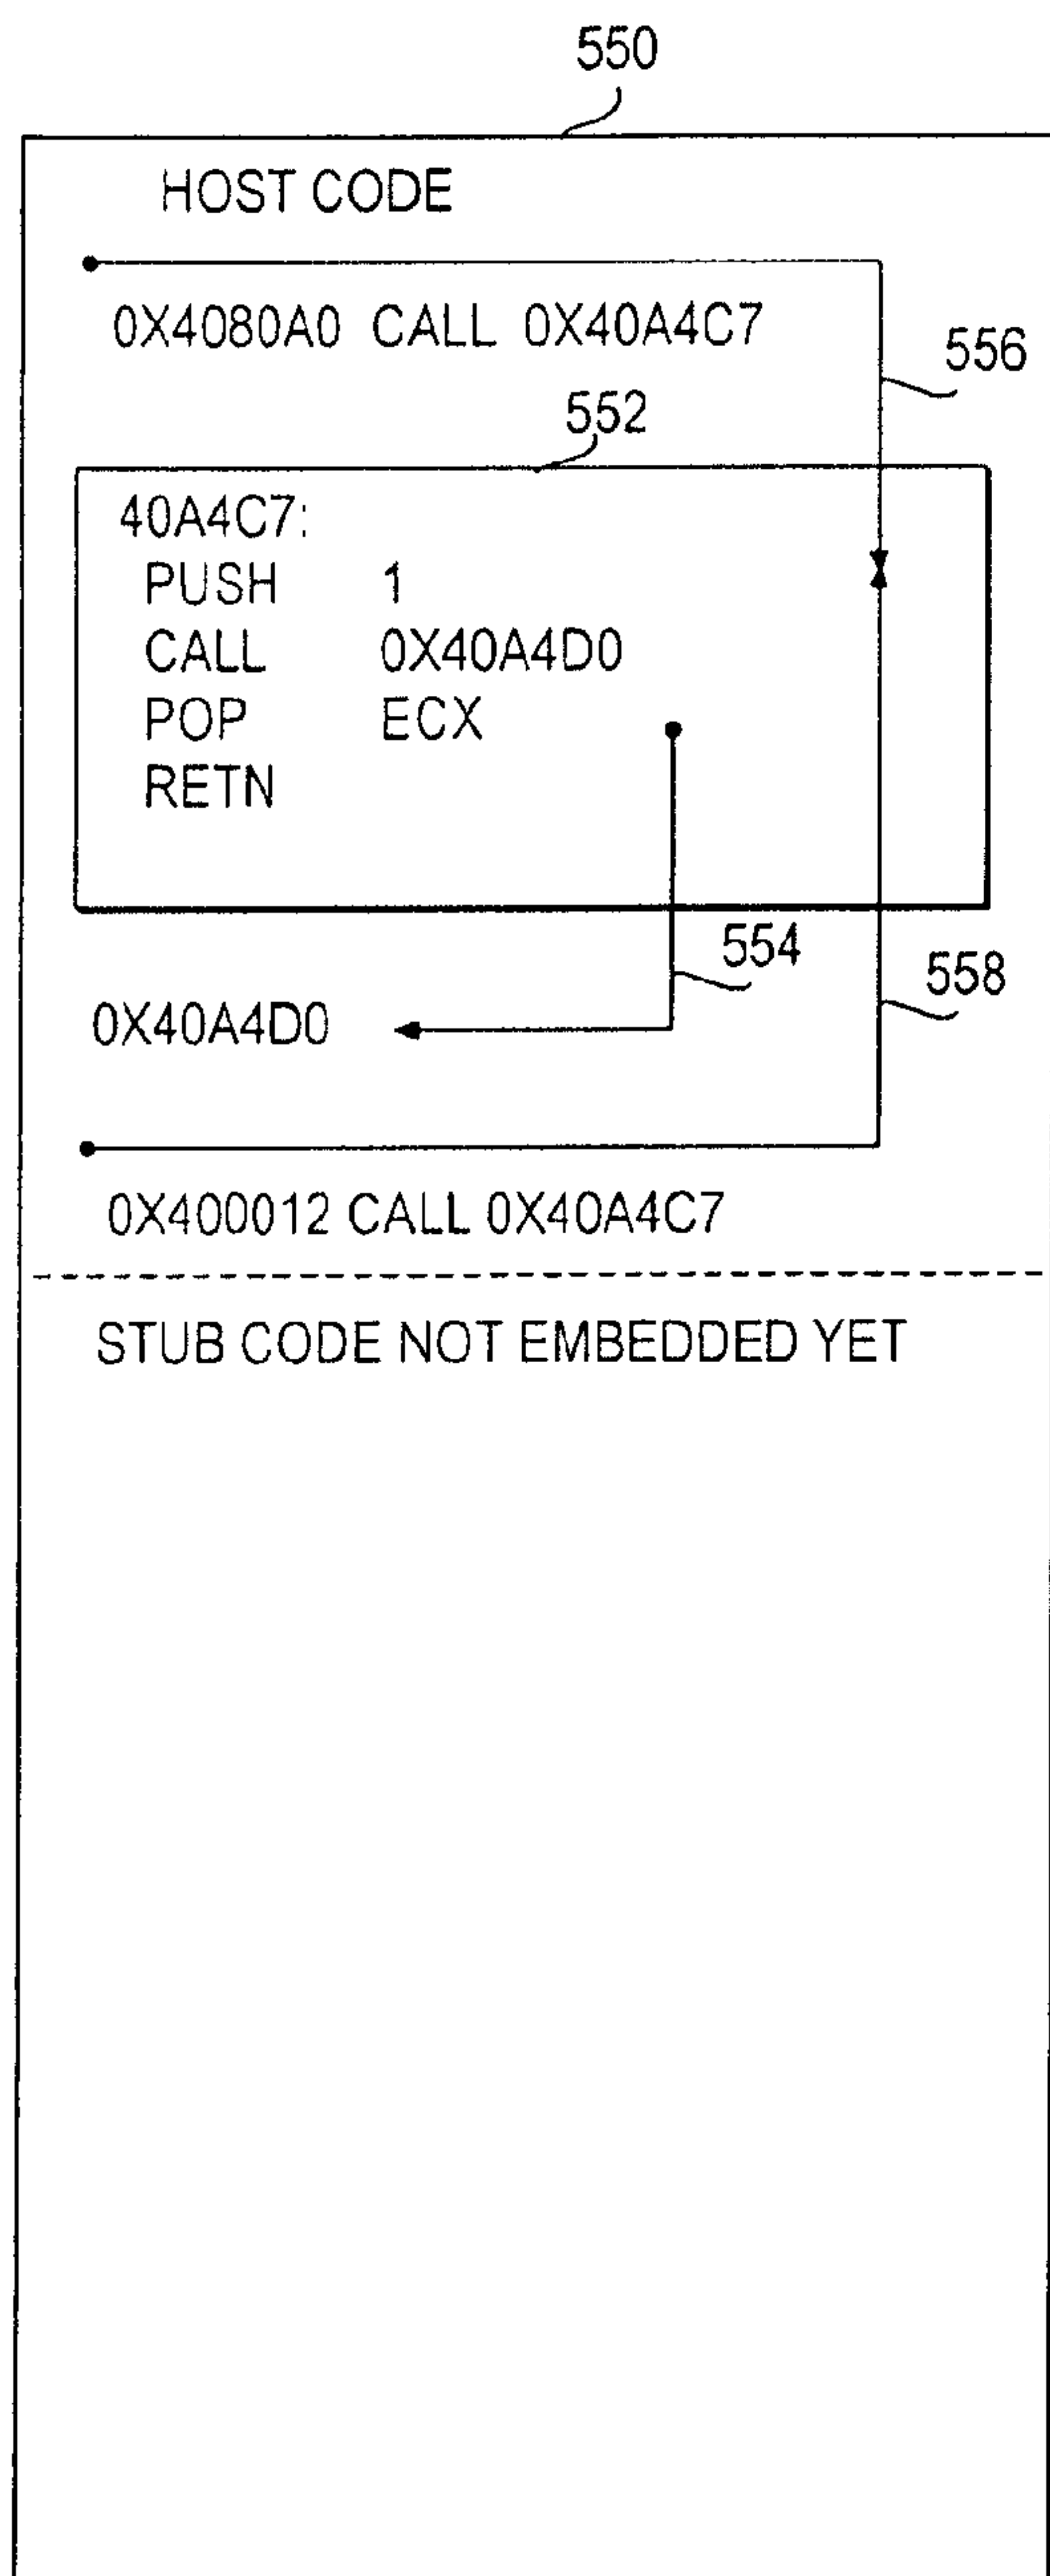 550
HOST CODE
0X4080A0 CALL 0X40A4C7
556
552
40A4C7:
PUSH 1
CALL 0X40A4D0
POP ECX
RETN
554
558
0X40A4D0
0X400012 CALL 0X40A4C7
STUB CODE NOT EMBEDDED YET